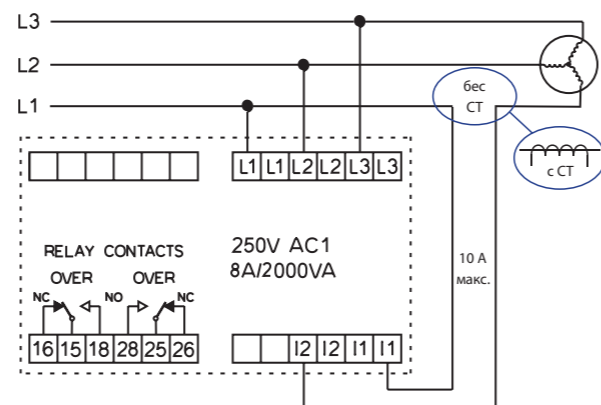 L3
L2
L1
бес
СТ
с СТ
L1 L1 L2 L2 L3 L3
RELAY CONTACTS
OVER OVER
NC NO NC
250V AC1
8A/2000VA
10 А
макс.
16 15 18 28 25 26
I2 I2 I1 I1